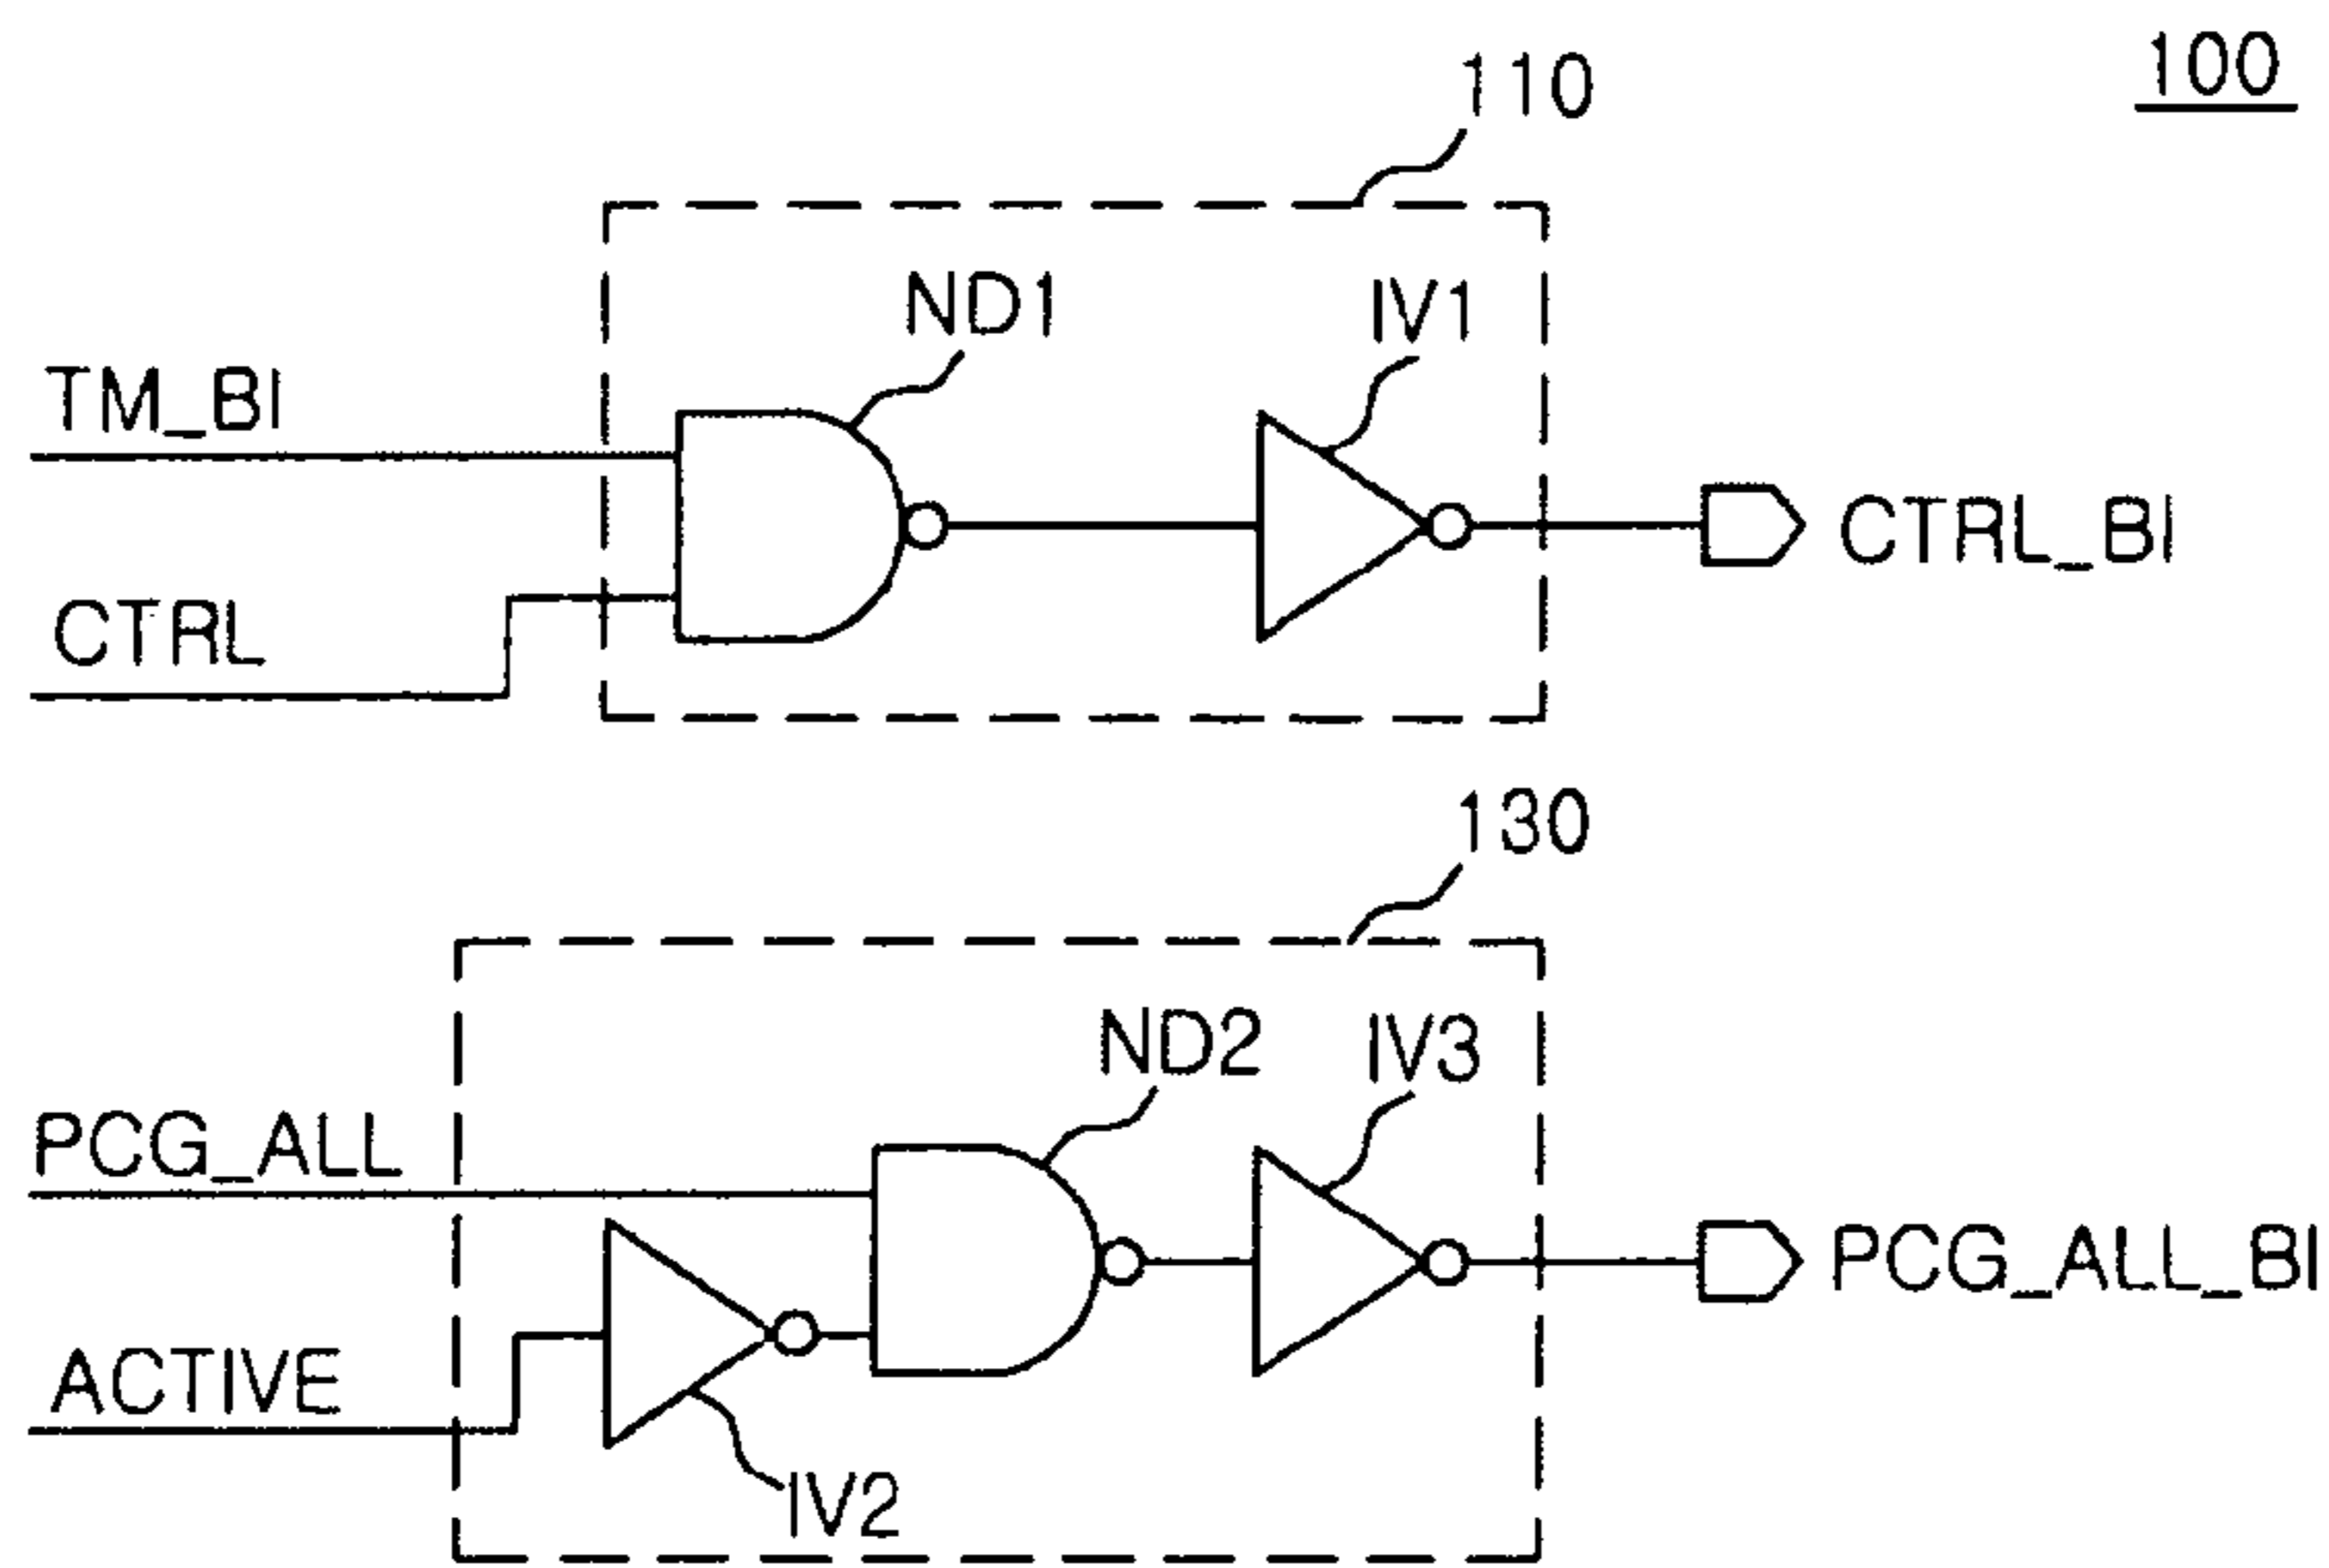 100
110
ND1
IV1
TM_BI
CTRL_BI
CTRL
130
ND2
IV3
PCG_ALL
PCG_ALL_BI
ACTIVE
IV2